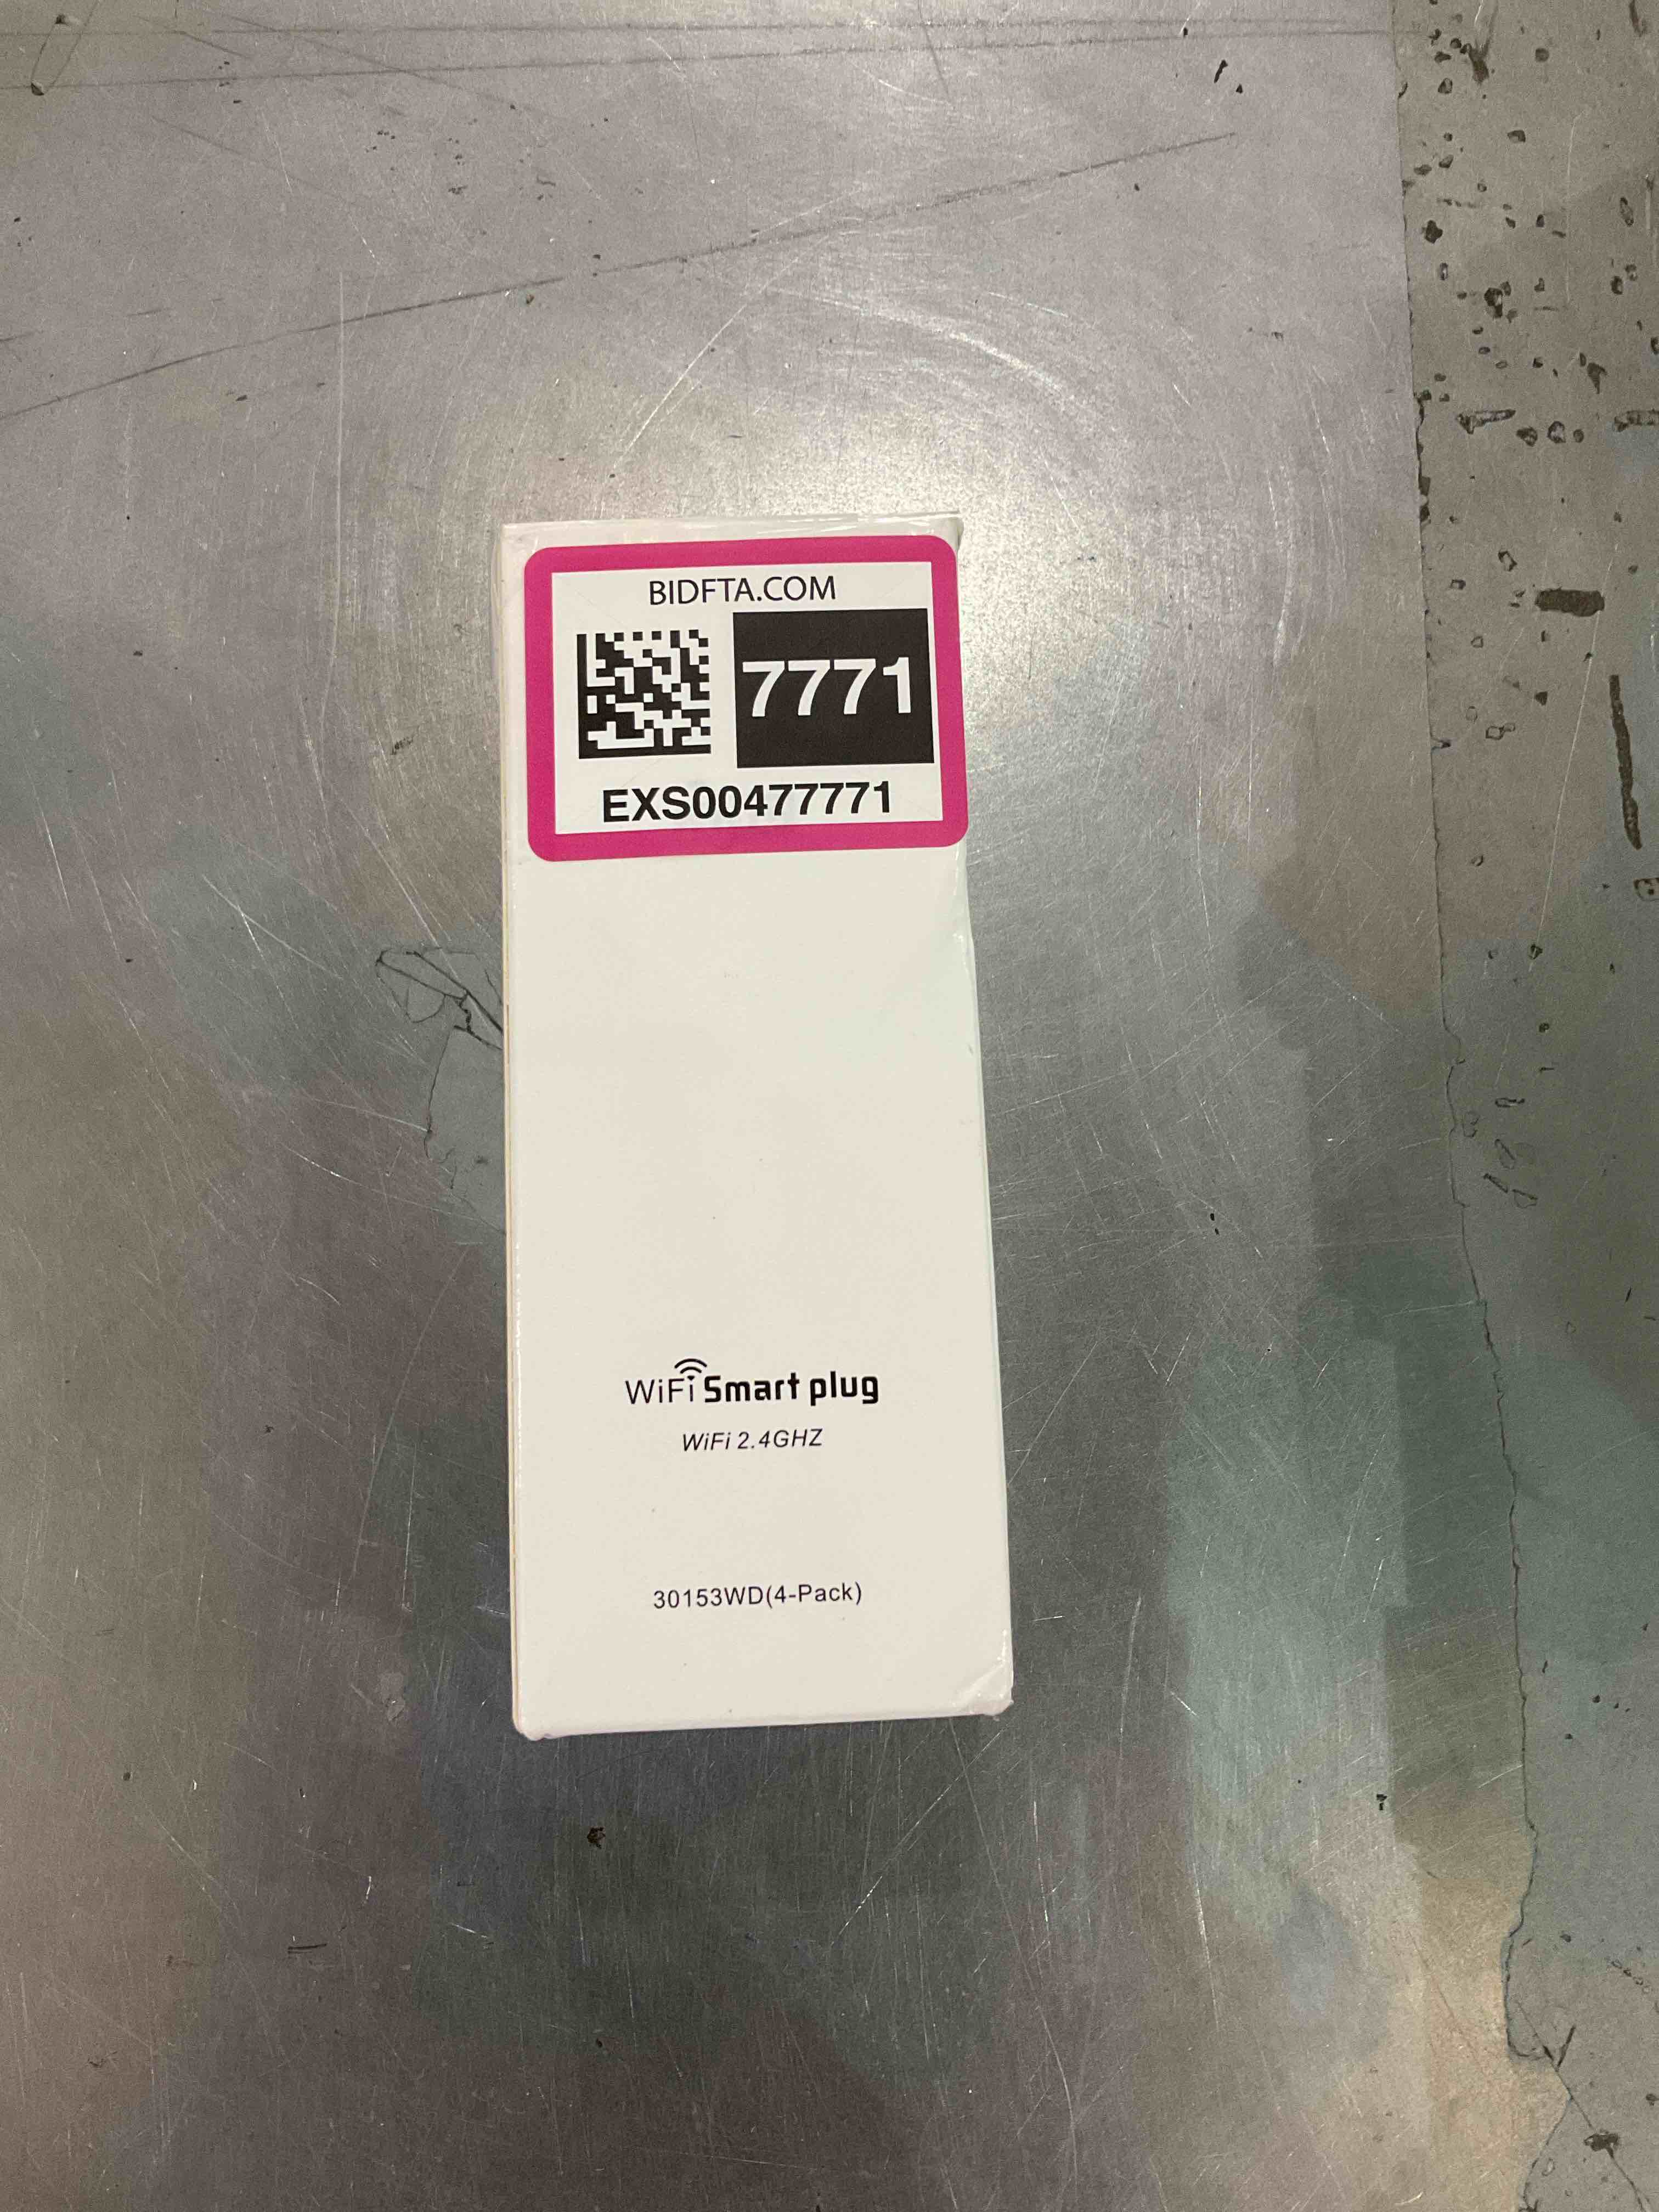 BIDFTA.COM
7771
EXS00477771
WiFi Smart plug
WiFi 2.4GHZ
30153WD(4-Pack)